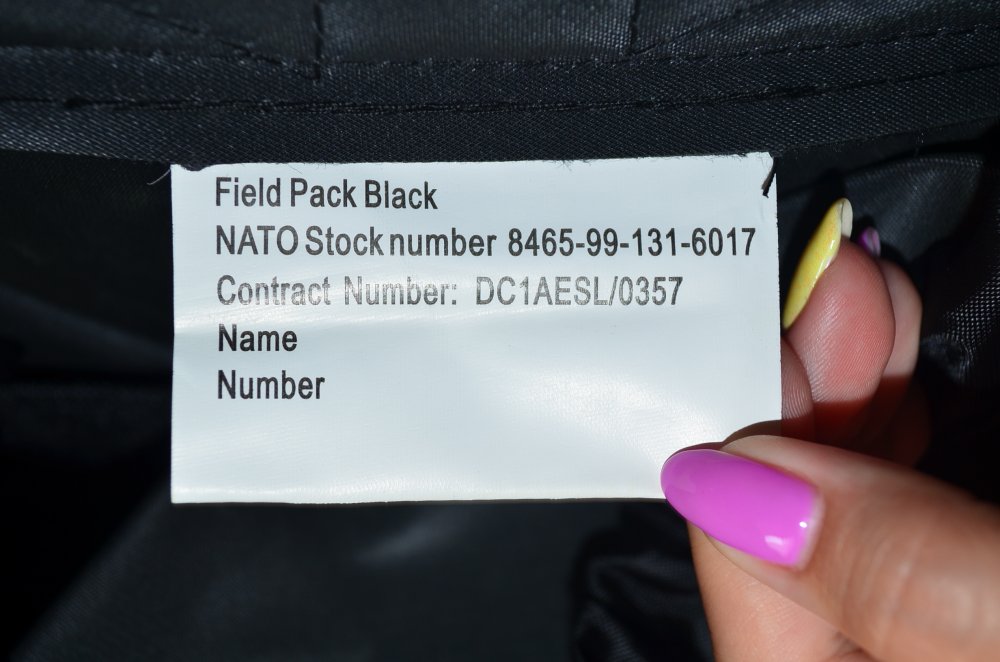 Field Pack Black
NATO Stock number 8465-99-131-6017
Contract Number: DC1AESL/0357
Name
Number